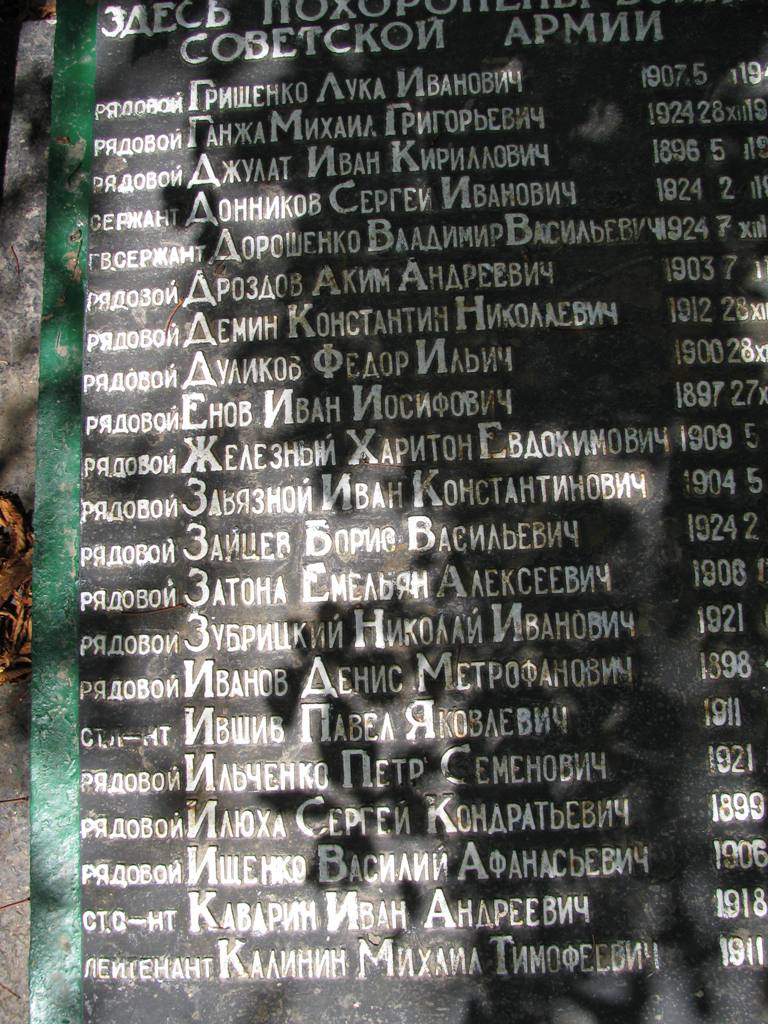 ЗДЕСЬ ПОХОРОНЕНЫ
СОВЕТСКОЙ АРМИИ
РЯДОВОЙ ГРИЩЕНКО ЛУКА ИВАНОВИЧ 1907 5
РЯДОВОЙ ГАНЖА МИХАИЛ ГРИГОРЬЕВИЧ 1924 28 XII
РЯДОВОЙ ДЖУЛАТ ИВАН КИРИЛЛОВИЧ 1896 5
СЕРЖАНТ ДОННИКОВ СЕРГЕЙ ИВАНОВИЧ 1924 2
ГВ.СЕРЖАНТ ДОРОШЕНКО ВЛАДИМИР ВАСИЛЬЕВИЧ 1924 7 XIII
РЯДОВОЙ ДРОЗДОВ АКИМ АНДРЕЕВИЧ 1903 7
РЯДОВОЙ ДЕМИН КОНСТАНТИН НИКОЛАЕВИЧ 1912 28 XI
РЯДОВОЙ ДУЛИКОВ ФЕДОР ИЛЬИЧ 1900 28 X
РЯДОВОЙ ЕНОВ ИВАН ИОСИФОВИЧ 1897 27 X
РЯДОВОЙ ЖЕЛЕЗНЫЙ ХАРИТОН ЕВДОКИМОВИЧ 1909 5
РЯДОВОЙ ЗАВЯЗНОЙ ИВАН КОНСТАНТИНОВИЧ 1904 5
РЯДОВОЙ ЗАЙЦЕВ БОРИС ВАСИЛЬЕВИЧ 1924 2
РЯДОВОЙ ЗАТОНА ЕМЕЛЬЯН АЛЕКСЕЕВИЧ 1908
РЯДОВОЙ ЗУБРИЦКИЙ НИКОЛАЙ ИВАНОВИЧ 1921
РЯДОВОЙ ИВАНОВ ДЕНИС МЕТРОФАНОВИЧ 1898
СТ.Л-НТ ИВШИВ ПАВЕЛ ЯКОВЛЕВИЧ 1911
РЯДОВОЙ ИЛЬЧЕНКО ПЕТР СЕМЕНОВИЧ 1921
РЯДОВОЙ ИЛЮХА СЕРГЕЙ КОНДРАТЬЕВИЧ 1899
РЯДОВОЙ ИЩЕНКО ВАСИЛИЙ АФАНАСЬЕВИЧ 1906
СТ.С-НТ КАВАРИН ИВАН АНДРЕЕВИЧ 1918
ЛЕЙТЕНАНТ КАЛИНИН МИХАИЛ ТИМОФЕЕВИЧ 1911